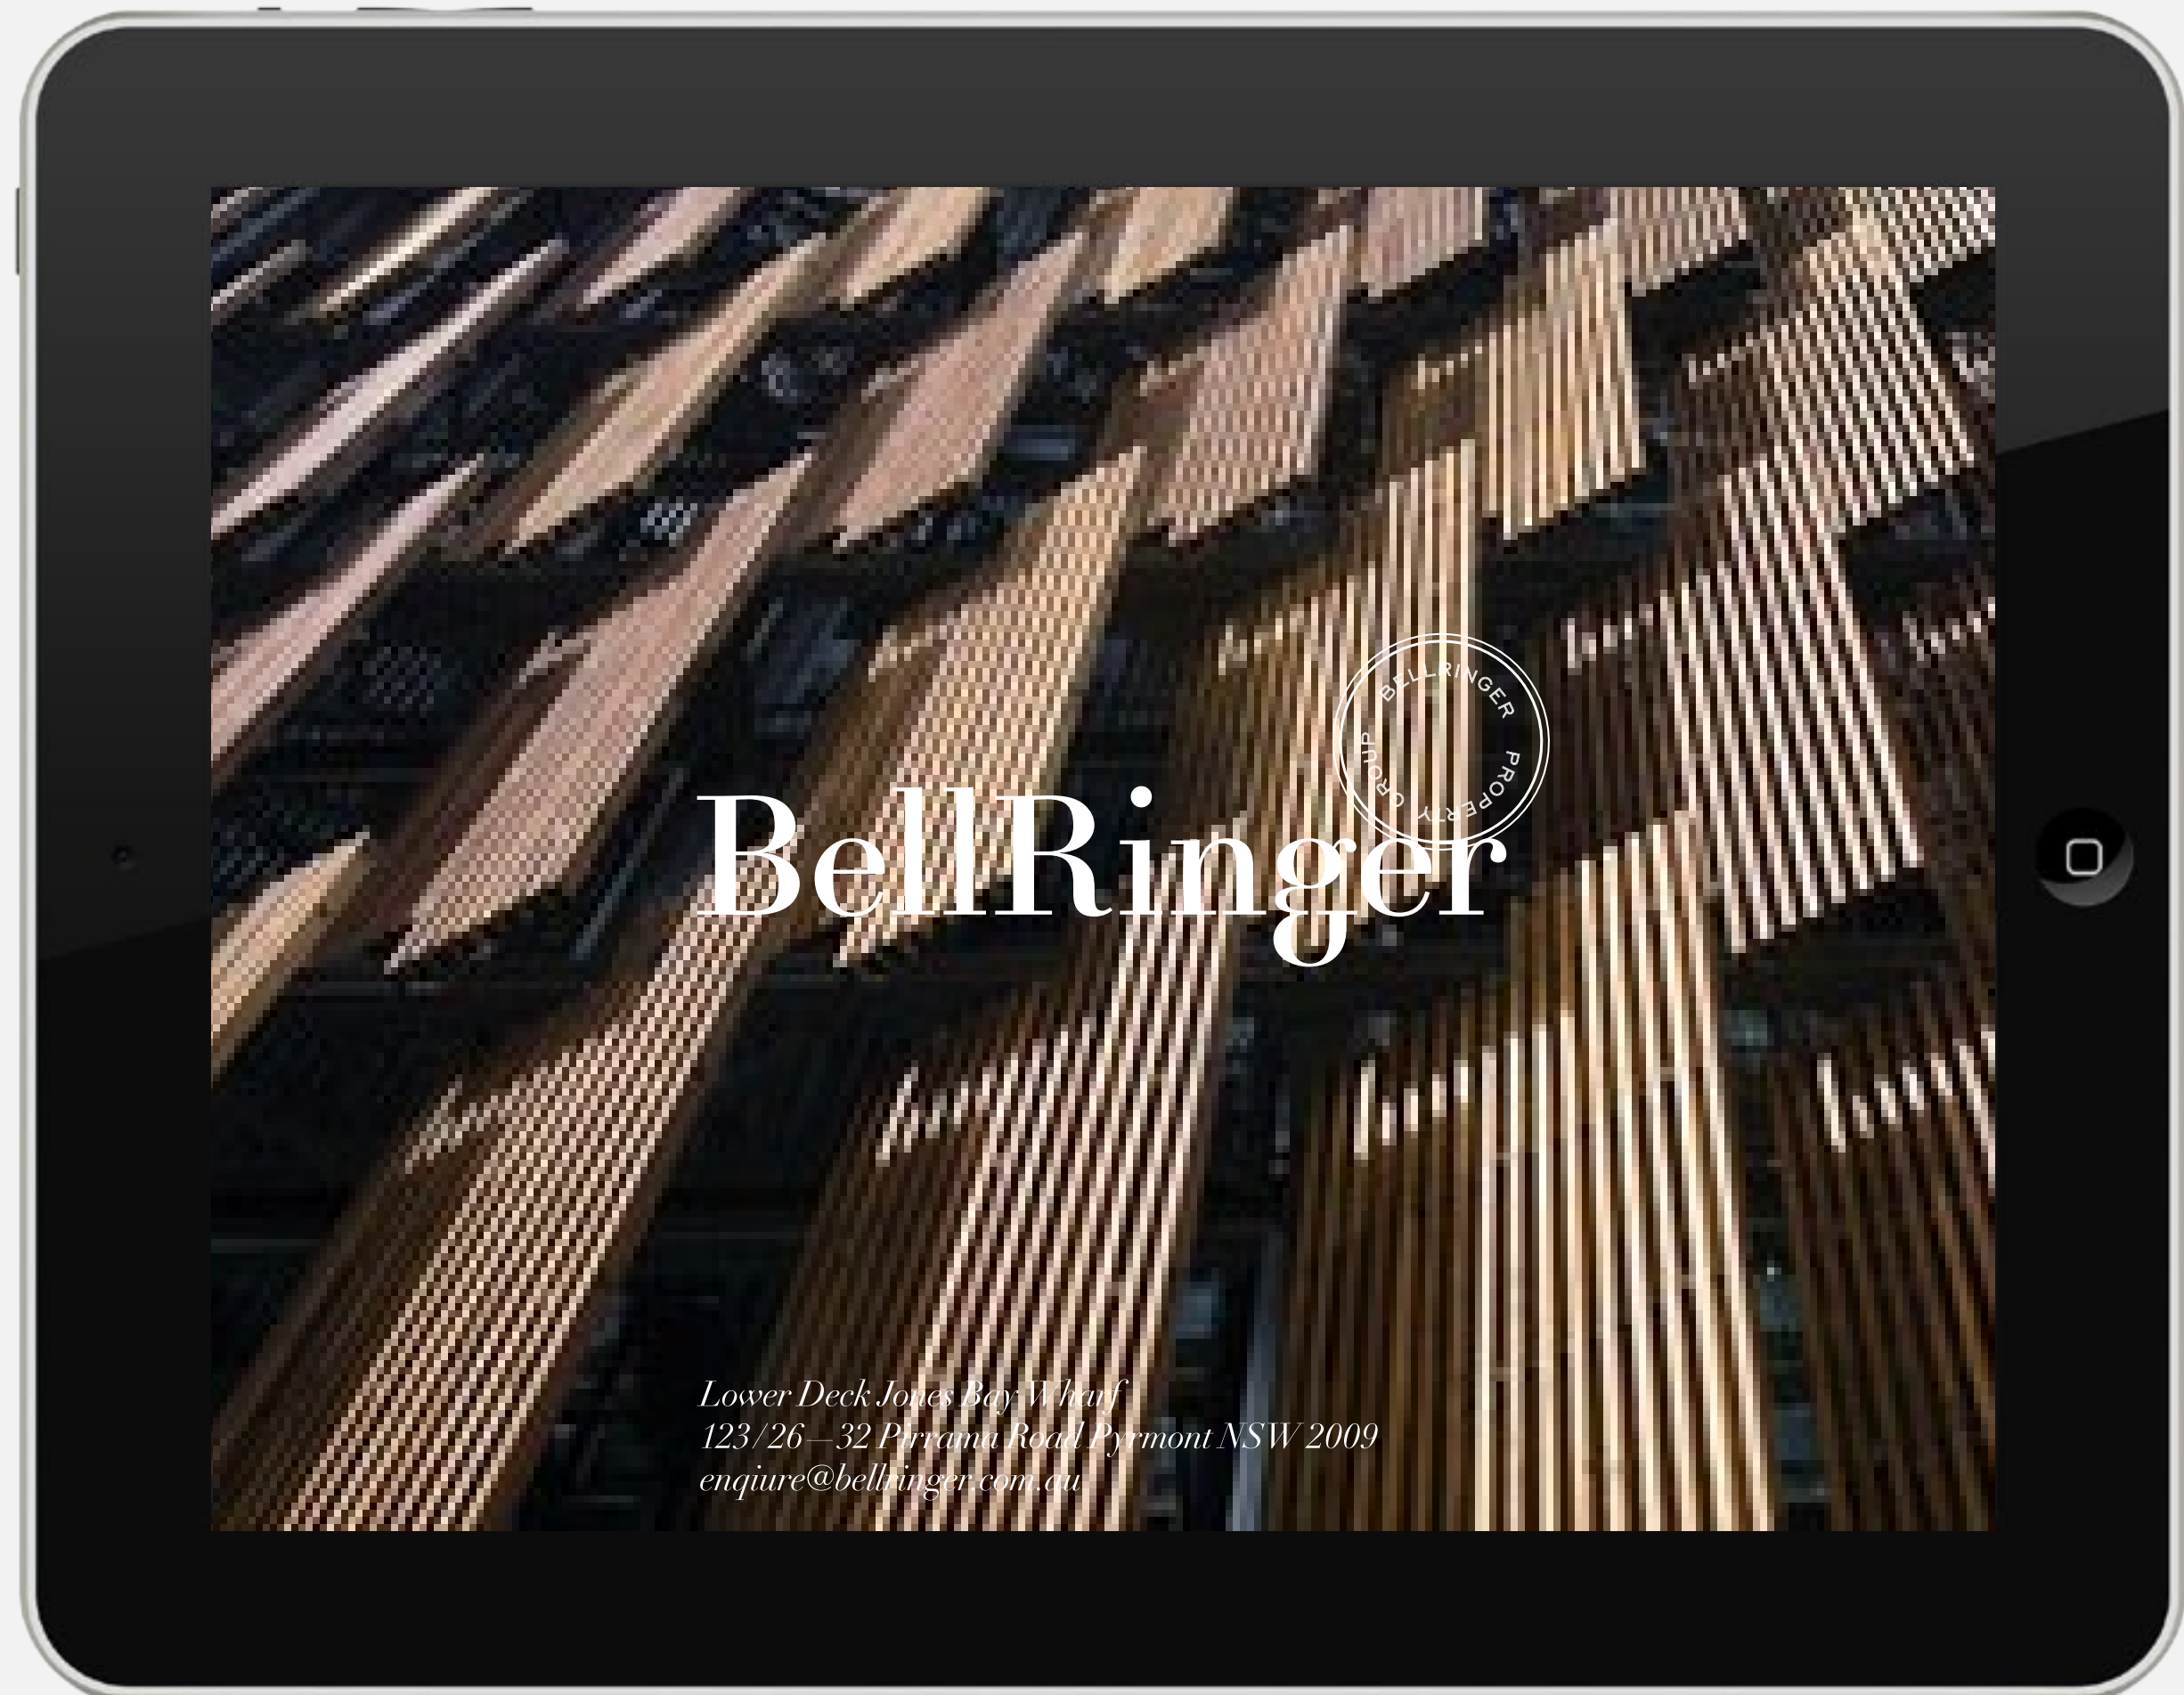 BELLRINGER PROPERTY GROUP
BellRinger
Lower Deck Jones Bay Wharf
123/26—32 Pirrama Road Pyrmont NSW 2009
enqiure@bellringer.com.au